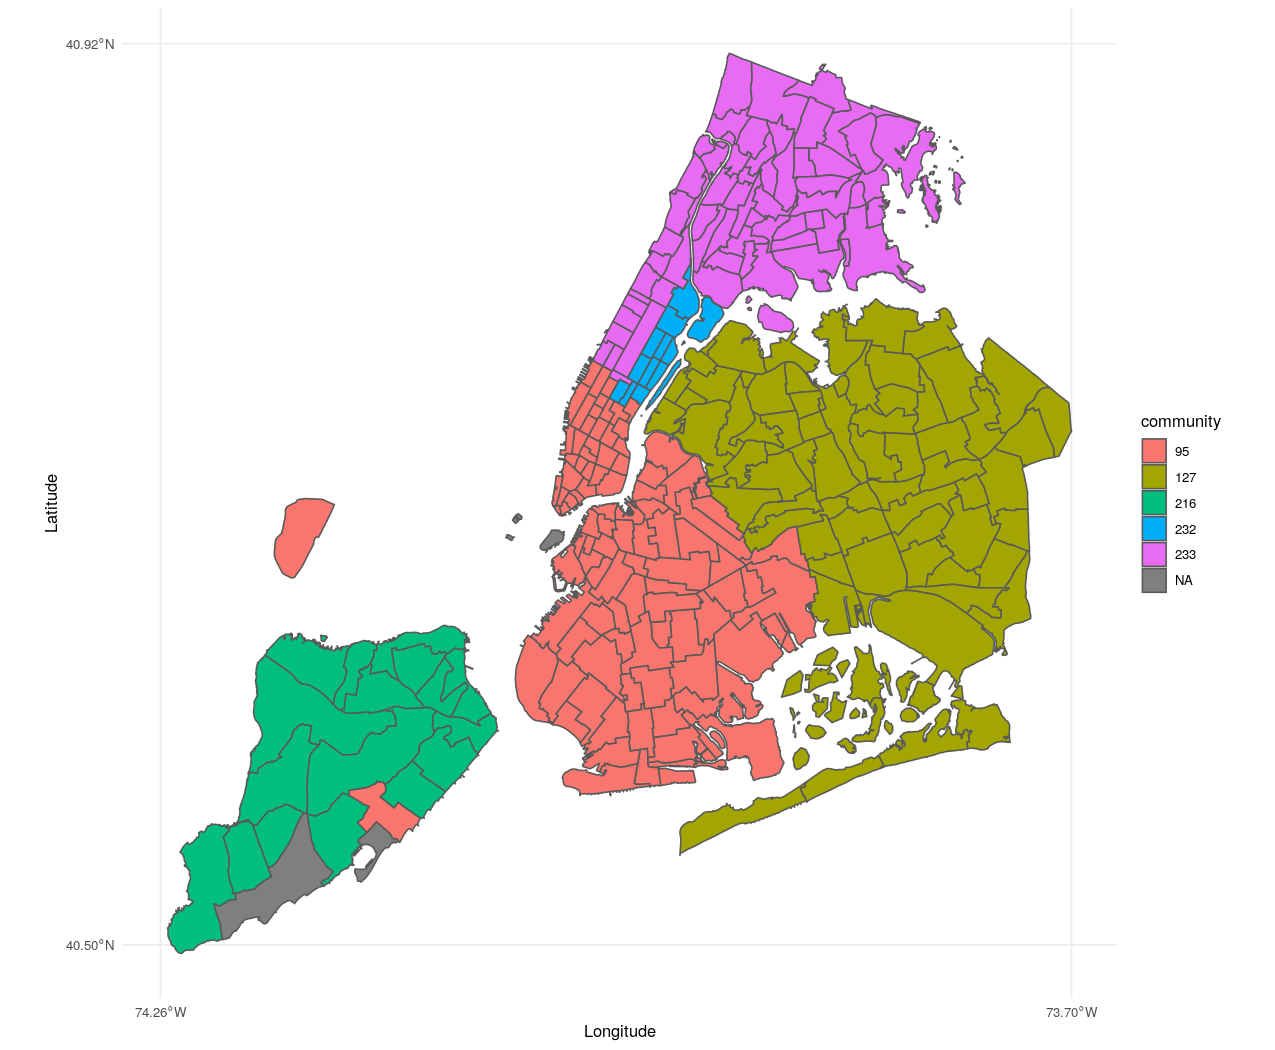 40.92°N
40.50°N
74.26°W
73.70°W
Longitude
Latitude
community
95
127
216
232
233
NA